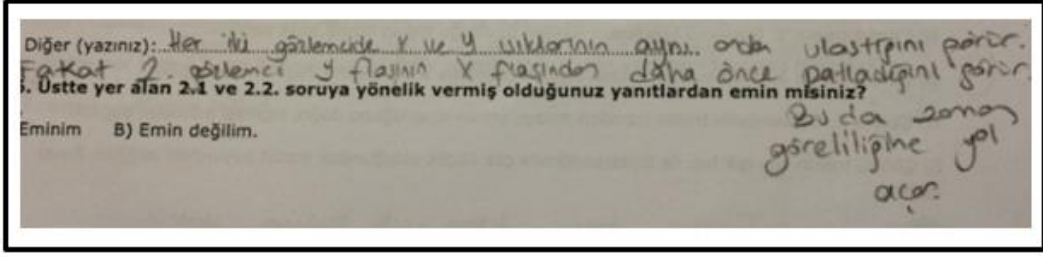 Diğer (yazınız): Her iki gözlemcide X ve Y ışıklarının aynı anda ulaştığını görür.
Fakat 2. gözlemci Y flaşının X flaşından daha önce patladığını görür
. Üstte yer alan 2.1 ve 2.2. soruya yönelik vermiş olduğunuz yanıtlardan emin misiniz?
Bu da zaman
Eminim B) Emin değilim.
göreliliğine yol
açar.